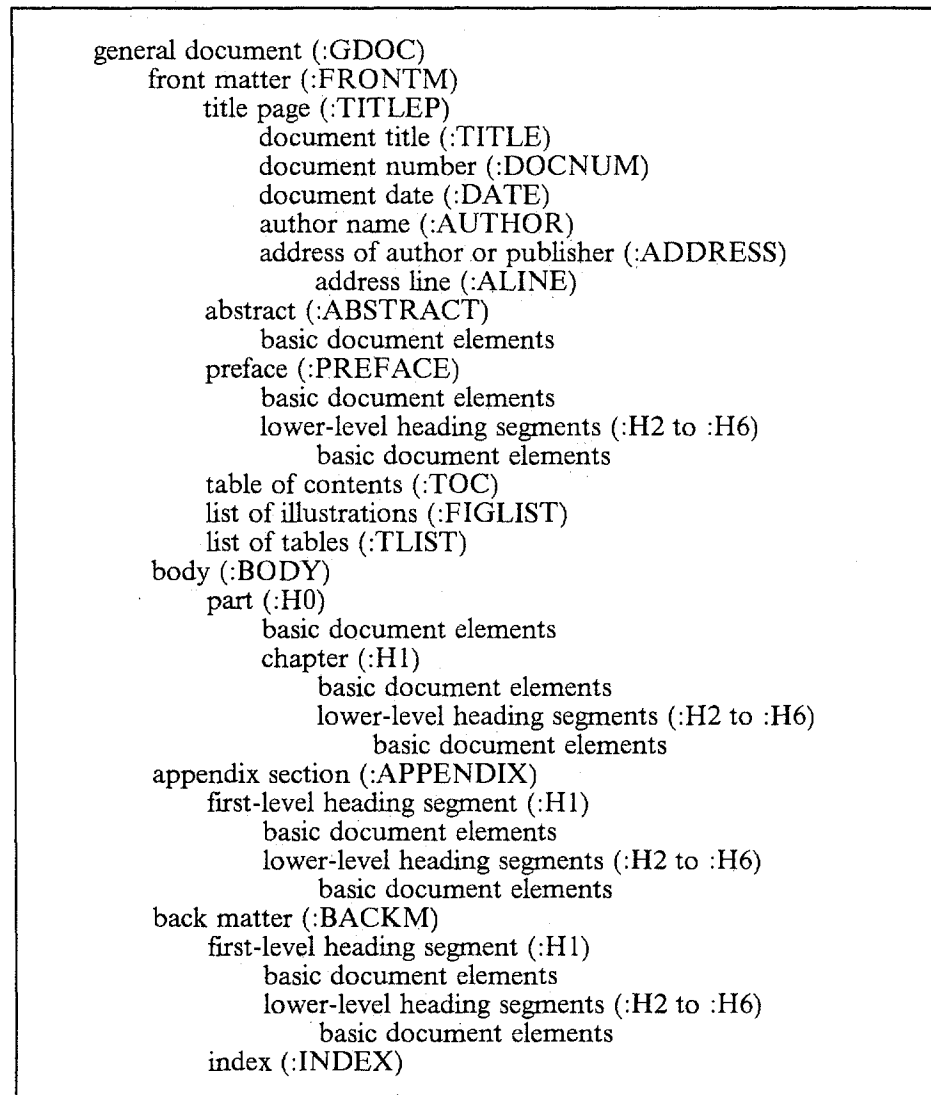 general document (:GDOC)
front matter (:FRONTM)
title page (:TITLEP)
document title (:TITLE)
document number (:DOCNUM)
document date (:DATE)
author name (:AUTHOR)
address of author or publisher (:ADDRESS)
address line (:ALINE)
abstract (:ABSTRACT)
basic document elements
preface (:PREFACE)
basic document elements
lower-level heading segments (:H2 to :H6)
basic document elements
table of contents (:TOC)
list of illustrations (:FIGLIST)
list of tables (:TLIST)
body (:BODY)
part (:H0)
basic document elements
chapter (:H1)
basic document elements
lower-level heading segments (:H2 to :H6)
basic document elements
appendix section (:APPENDIX)
first-level heading segment (:H1)
basic document elements
lower-level heading segments (:H2 to :H6)
basic document elements
back matter (:BACKM)
first-level heading segment (:H1)
basic document elements
lower-level heading segments (:H2 to :H6)
basic document elements
index (:INDEX)